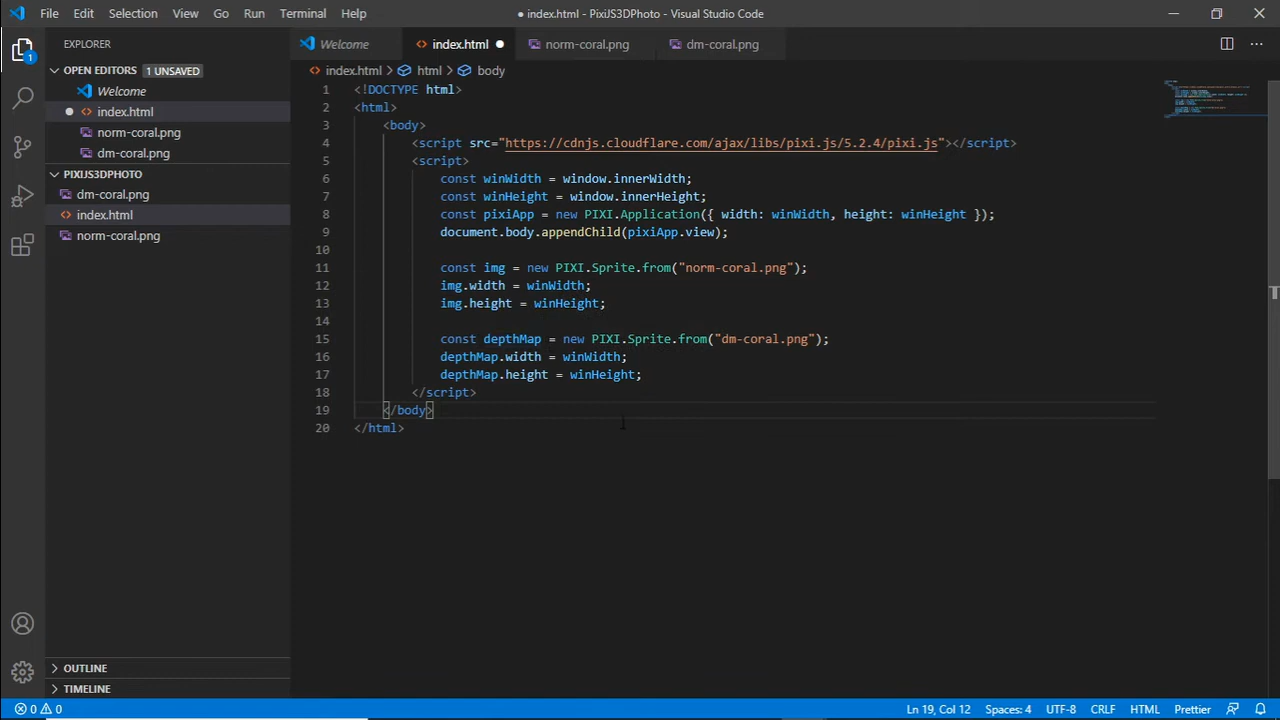 File Edit Selection View Go Run Terminal Help ● index.html - PixiJS3DPhoto - Visual Studio Code
EXPLORER
OPEN EDITORS 1 UNSAVED
Welcome
index.html
norm-coral.png
dm-coral.png
PIXIJS3DPHOTO
dm-coral.png
index.html
norm-coral.png
OUTLINE
TIMELINE
1
Welcome index.html norm-coral.png dm-coral.png
index.html > html > body
1 <!DOCTYPE html>
2 <html>
3 <body>
4 <script src="https://cdnjs.cloudflare.com/ajax/libs/pixi.js/5.2.4/pixi.js"></script>
5 <script>
6 const winWidth = window.innerWidth;
7 const winHeight = window.innerHeight;
8 const pixiApp = new PIXI.Application({ width: winWidth, height: winHeight });
9 document.body.appendChild(pixiApp.view);
10
11 const img = new PIXI.Sprite.from("norm-coral.png");
12 img.width = winWidth;
13 img.height = winHeight;
14
15 const depthMap = new PIXI.Sprite.from("dm-coral.png");
16 depthMap.width = winWidth;
17 depthMap.height = winHeight;
18 </script>
19 </body>
20 </html>
0 0 Ln 19, Col 12 Spaces: 4 UTF-8 CRLF HTML Prettier